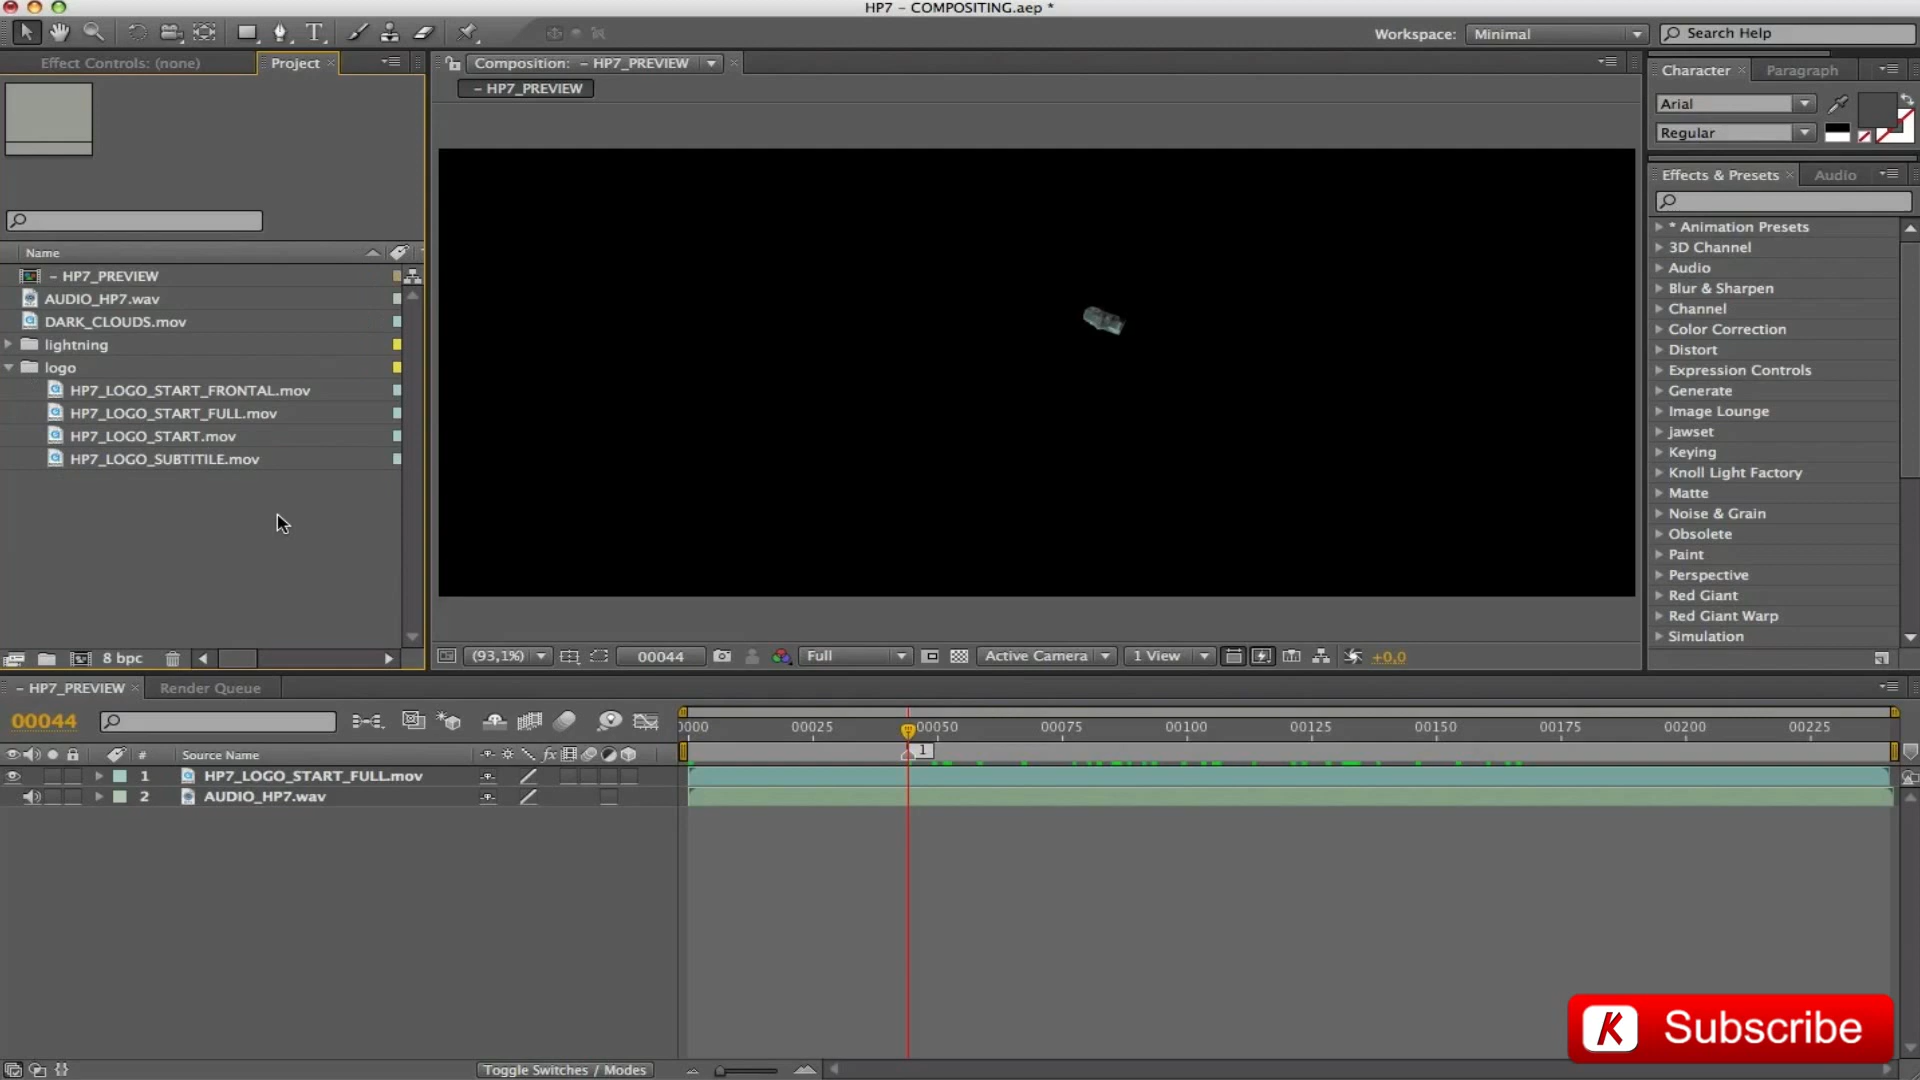 HP7 - COMPOSITING.aep *
Workspace: Minimal
Search Help
Effect Controls: (none)
Project
Composition: - HP7_PREVIEW
- HP7_PREVIEW
Character
Paragraph
Arial
Regular
Effects & Presets
Audio
* Animation Presets
3D Channel
Audio
Blur & Sharpen
Channel
Color Correction
Distort
Expression Controls
Generate
Image Lounge
jawset
Keying
Knoll Light Factory
Matte
Noise & Grain
Obsolete
Paint
Perspective
Red Giant
Red Giant Warp
Simulation
Name
- HP7_PREVIEW
AUDIO_HP7.wav
DARK_CLOUDS.mov
lightning
logo
HP7_LOGO_START_FRONTAL.mov
HP7_LOGO_START_FULL.mov
HP7_LOGO_START.mov
HP7_LOGO_SUBTITILE.mov
8 bpc
(93,1%)
00044
Full
Active Camera
1 View
+0,0
- HP7_PREVIEW
Render Queue
00044
0000 00025 00050 00075 00100 00125 00150 00175 00200 00225
# Source Name
1
1 HP7_LOGO_START_FULL.mov
2 AUDIO_HP7.wav
K Subscribe
Toggle Switches / Modes